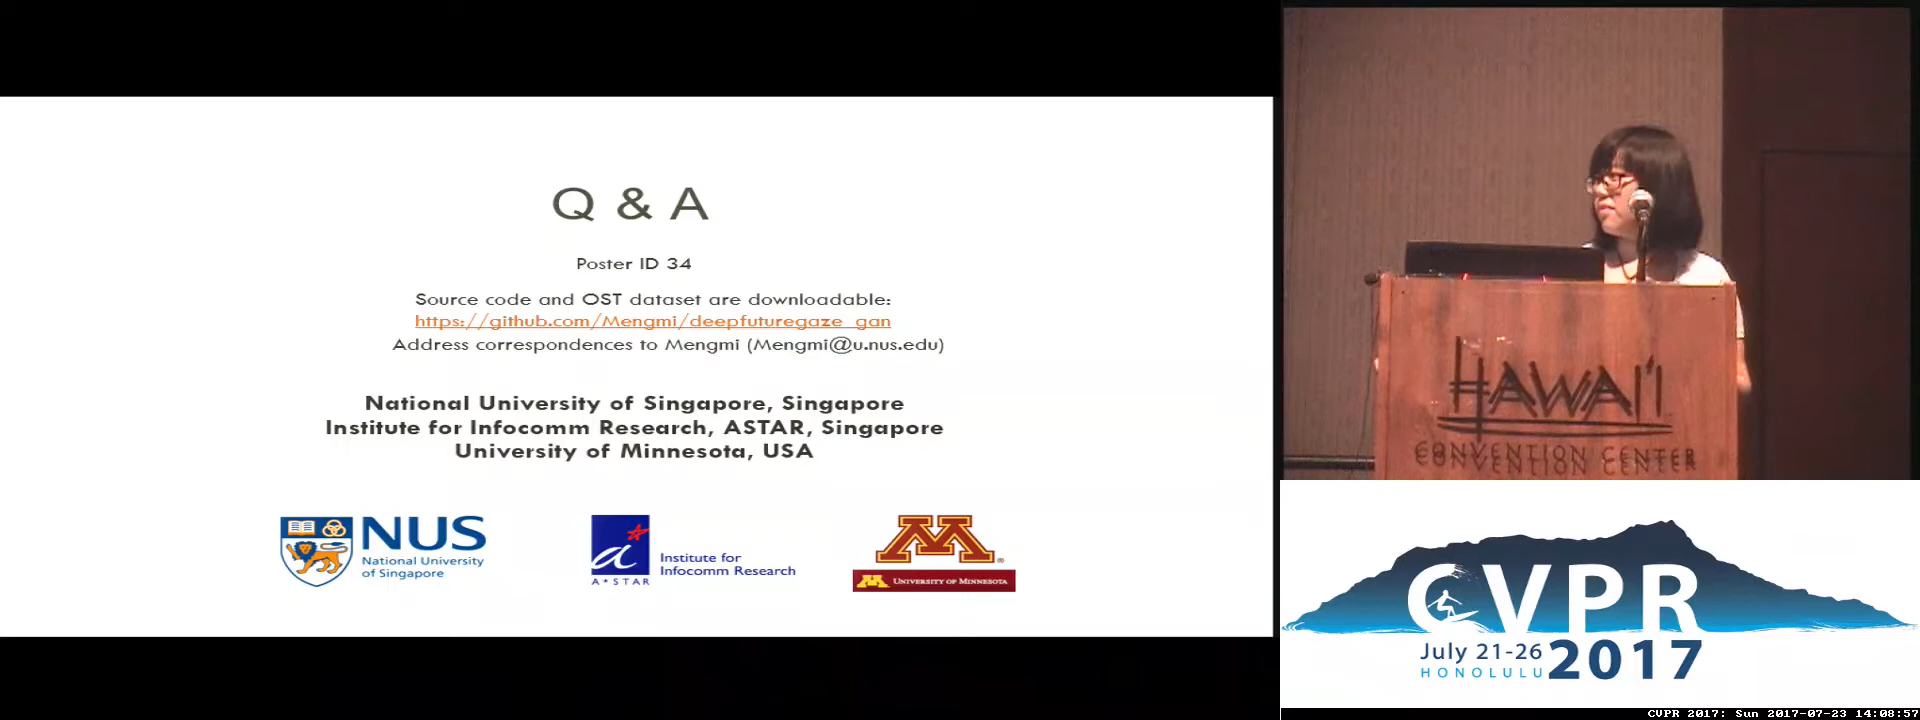 Q & A
Poster ID 34
Source code and OST dataset are downloadable:
https://github.com/Mengmi/deepfuturegaze_gan
Address correspondences to Mengmi (Mengmi@u.nus.edu)
National University of Singapore, Singapore
Institute for Infocomm Research, ASTAR, Singapore
University of Minnesota, USA
NUS
National University
of Singapore
a
A*STAR
Institute for
Infocomm Research
M
M UNIVERSITY OF MINNESOTA
HAWAI'I
CONVENTION CENTER
CVPR
July 21-26
HONOLULU
2017
CVPR 2017: Sun 2017-07-23 14:08:57